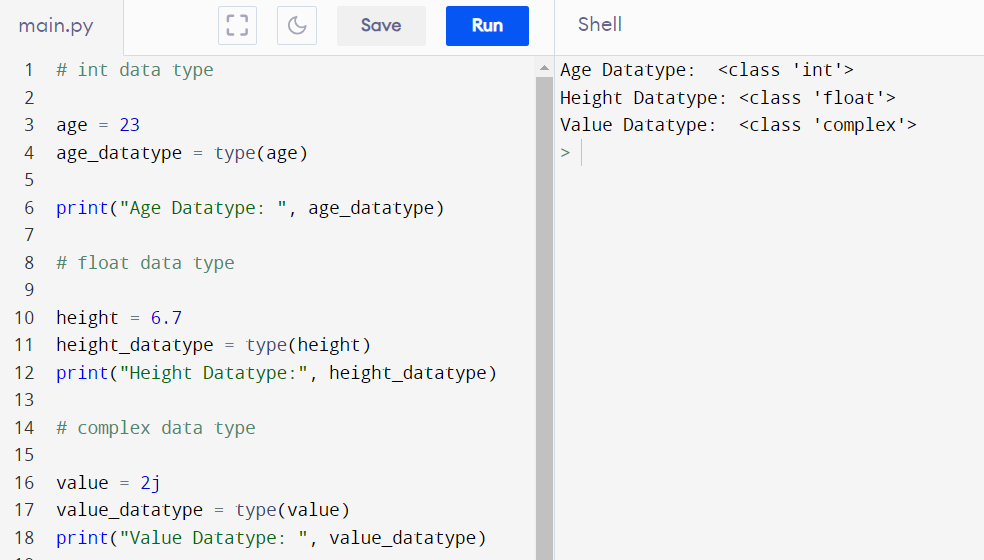 main.py Save Run Shell
1 # int data type
2
3 age = 23
4 age_datatype = type(age)
5
6 print("Age Datatype: ", age_datatype)
7
8 # float data type
9
10 height = 6.7
11 height_datatype = type(height)
12 print("Height Datatype:", height_datatype)
13
14 # complex data type
15
16 value = 2j
17 value_datatype = type(value)
18 print("Value Datatype: ", value_datatype)
Age Datatype:  <class 'int'>
Height Datatype: <class 'float'>
Value Datatype:  <class 'complex'>
>